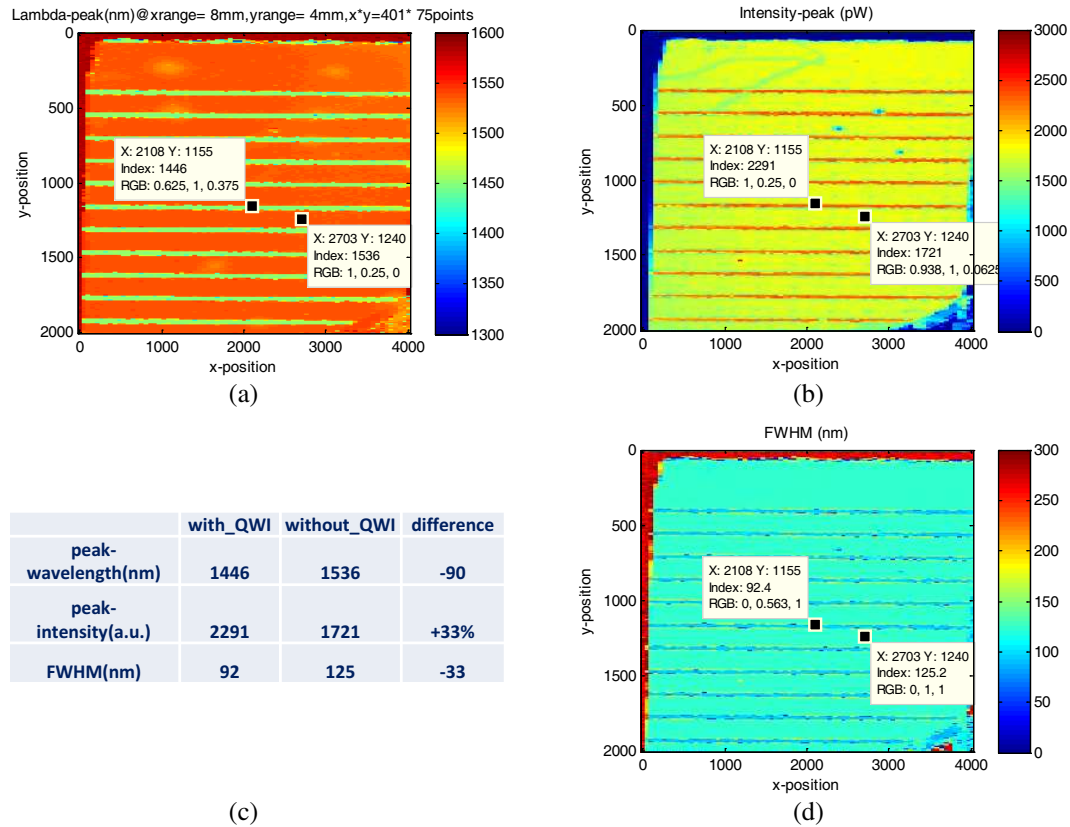 Lambda-peak(nm)@xrange= 8mm,yrange= 4mm,x*y=401* 75points
0
500
1000
1500
2000
y-position
0
1000
2000
3000
4000
x-position
1600
1550
1500
1450
1400
1350
1300
X: 2108 Y: 1155
Index: 1446
RGB: 0.625, 1, 0.375
X: 2703 Y: 1240
Index: 1536
RGB: 1, 0.25, 0
(a)
Intensity-peak (pW)
0
500
1000
1500
2000
y-position
0
1000
2000
3000
4000
x-position
3000
2500
2000
1500
1000
500
0
X: 2108 Y: 1155
Index: 2291
RGB: 1, 0.25, 0
X: 2703 Y: 1240
Index: 1721
RGB: 0.938, 1, 0.0625
(b)
with_QWI without_QWI difference
peak-
wavelength(nm) 1446 1536 -90
peak-
intensity(a.u.) 2291 1721 +33%
FWHM(nm) 92 125 -33
(c)
FWHM (nm)
0
500
1000
1500
2000
y-position
0
1000
2000
3000
4000
x-position
300
250
200
150
100
50
0
X: 2108 Y: 1155
Index: 92.4
RGB: 0, 0.563, 1
X: 2703 Y: 1240
Index: 125.2
RGB: 0, 1, 1
(d)